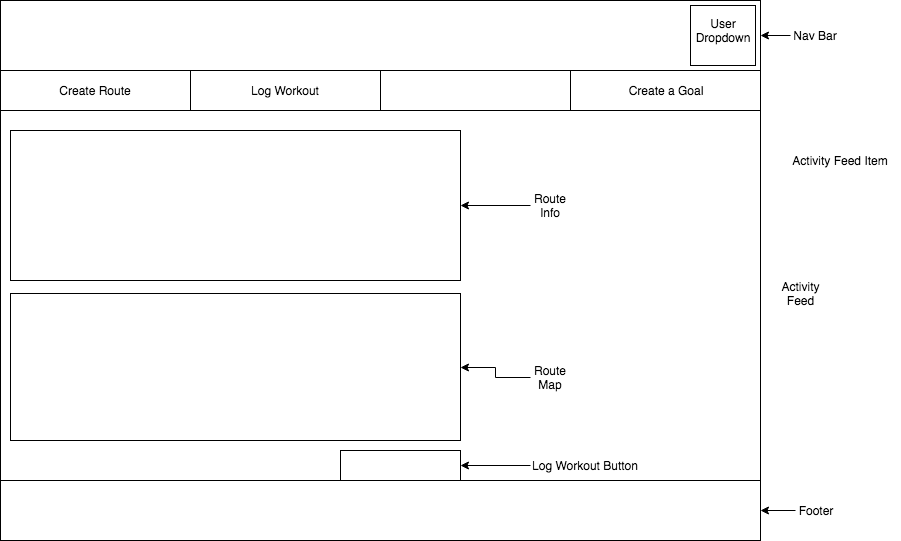 User
Dropdown
Nav Bar
Create Route
Log Workout
Create a Goal
Activity Feed Item
Route
Info
Activity
Feed
Route
Map
Log Workout Button
Footer